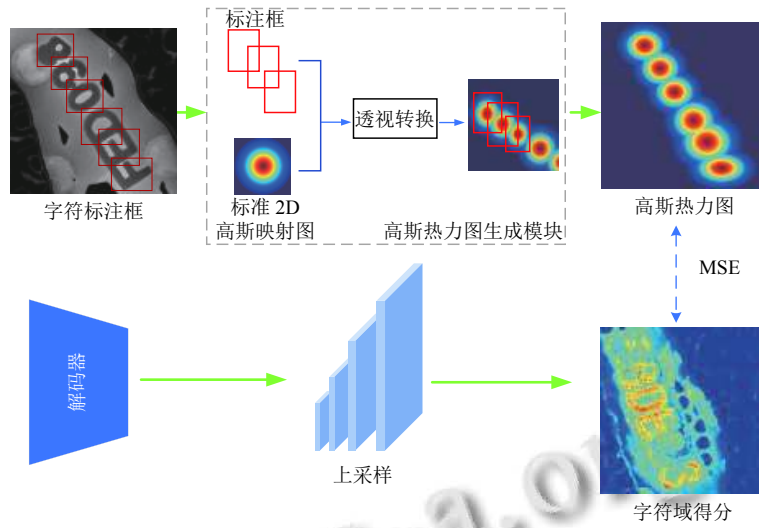 标注框
透视转换
标准 2D
高斯映射图
高斯热力图生成模块
字符标注框
高斯热力图
MSE
解码器
上采样
字符域得分